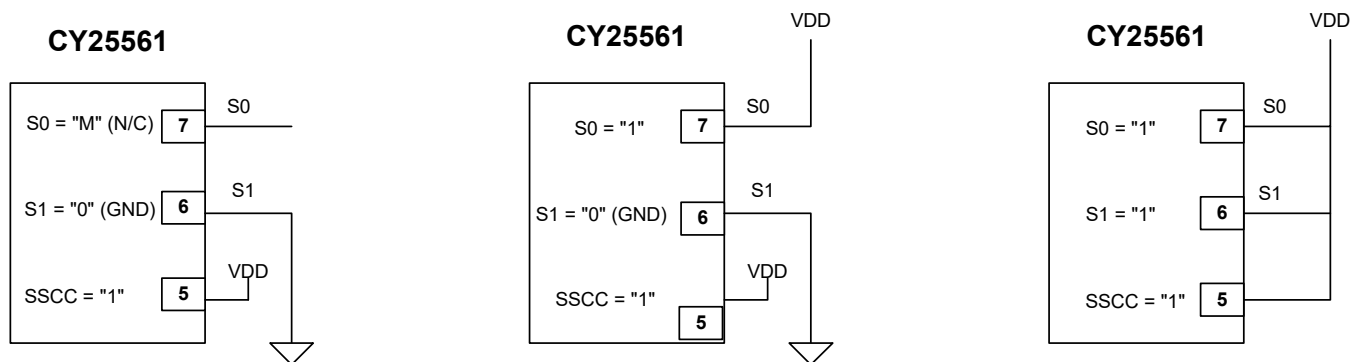 CY25561
S0 = "M" (N/C)
7
S0
S1 = "0" (GND)
6
S1
SSCC = "1"
5
VDD
VDD
CY25561
S0 = "1"
7
S0
S1 = "0" (GND)
6
S1
VDD
SSCC = "1"
5
VDD
CY25561
S0 = "1"
7
S0
S1 = "1"
6
S1
SSCC = "1"
5